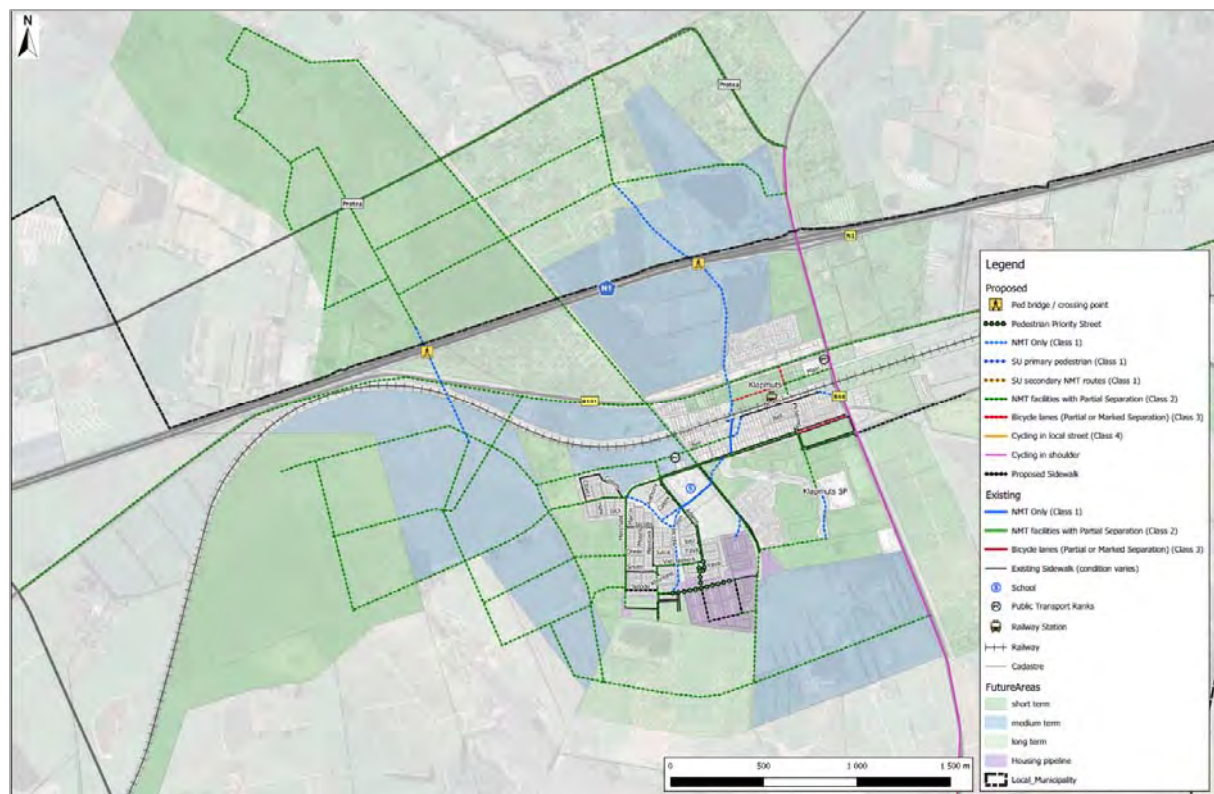 N
Protea
Protea
N1
N1
Klapmuts
R44
Klapmuts 3P
Legend
Proposed
Ped bridge / crossing point
Pedestrian Priority Street
NMT Only (Class 1)
SU primary pedestrian (Class 1)
SU secondery NMT routes (Class 1)
NMT facilities with Partial Separation (Class 2)
Bicycle lanes (Partial or Marked Separation) (Class 3)
Cycling in local street (Class 4)
Cycling in shoulder
Proposed Sidewalk
Existing
NMT Only (Class 1)
NMT facilities with Partial Separation (Class 2)
Bicycle lanes (Partial or Marked Separation) (Class 3)
Existing Sidewalk (condition varies)
School
Public Transport Ranks
Railway Station
Railway
Cadastre
FutureAreas
short term
medium term
long term
Housing pipeline
Local_Municipality
0 500 1 000 1 500 m